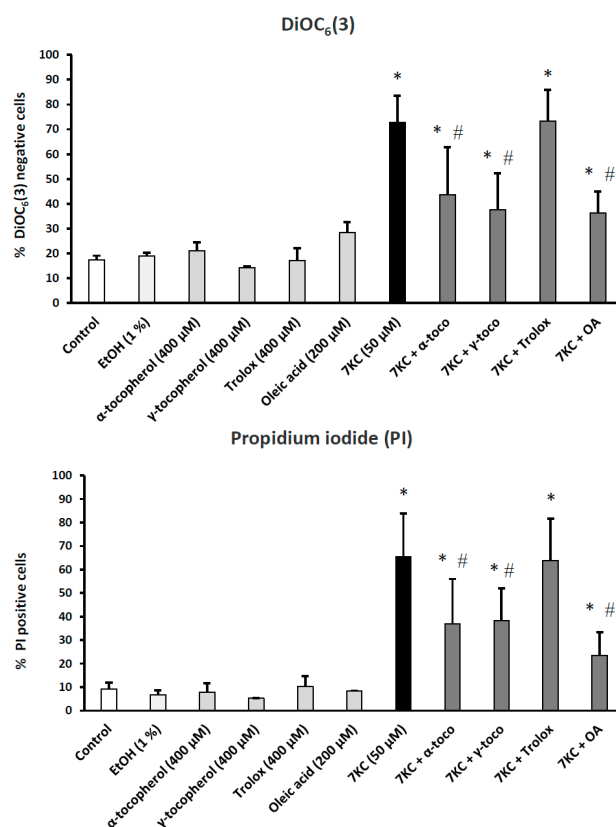 DiOC₆(3)
% DiOC₆(3) negative cells
100
90
80
70
60
50
40
30
20
10
0
* * # * # * * #
Control
EtOH (1 %)
α-tocopherol (400 µM)
γ-tocopherol (400 µM)
Trolox (400 µM)
Oleic acid (200 µM)
7KC (50 µM)
7KC + α-toco
7KC + γ-toco
7KC + Trolox
7KC + OA
Propidium iodide (PI)
% PI positive cells
100
90
80
70
60
50
40
30
20
10
0
* * # * # * * #
Control
EtOH (1 %)
α-tocopherol (400 µM)
γ-tocopherol (400 µM)
Trolox (400 µM)
Oleic acid (200 µM)
7KC (50 µM)
7KC + α-toco
7KC + γ-toco
7KC + Trolox
7KC + OA